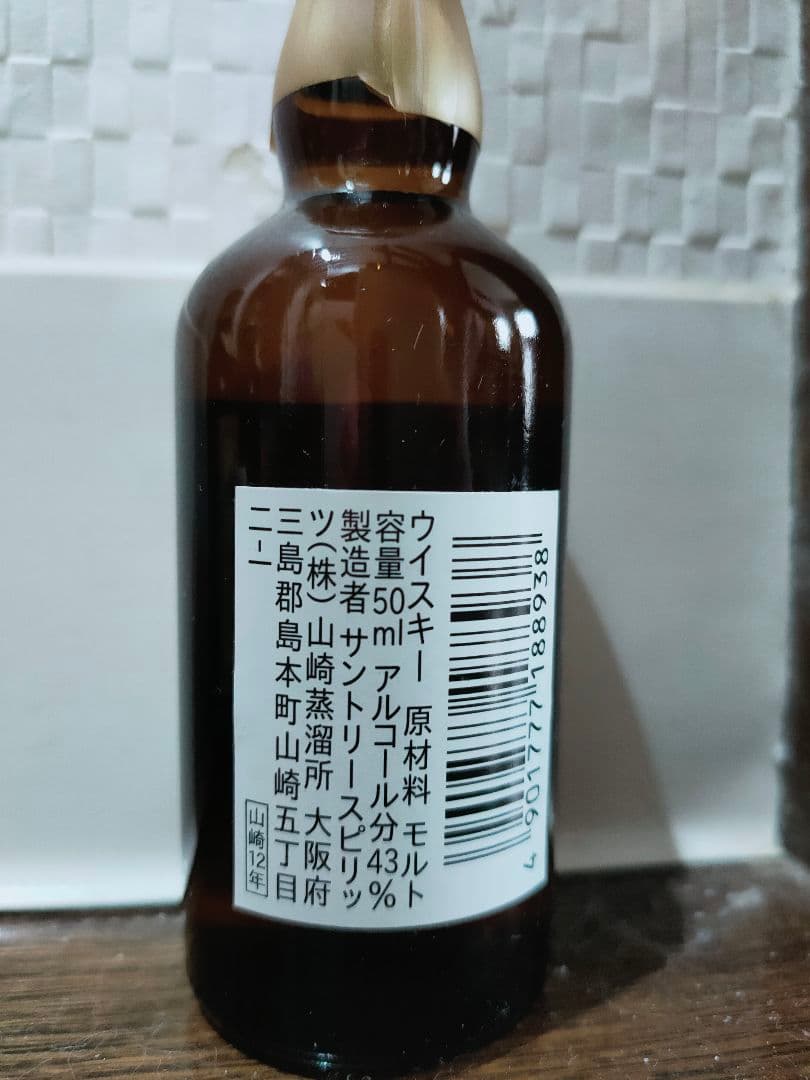 ウイスキー 原材料 モルト
容量50ml アルコール分43%
製造者 サントリースピリッ
ツ(株) 山崎蒸溜所 大阪府
三島郡島本町山崎五丁目
二-一
山崎12年
4 901777 188938